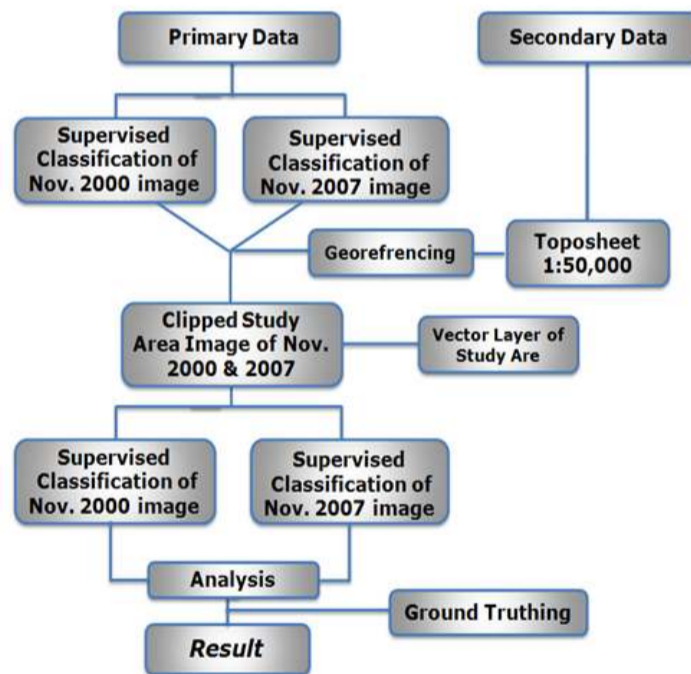 Primary Data
Secondary Data
Supervised
Classification of
Nov. 2000 image
Supervised
Classification of
Nov. 2007 image
Georefrencing
Toposheet
1:50,000
Clipped Study
Area Image of Nov.
2000 & 2007
Vector Layer of
Study Are
Supervised
Classification of
Nov. 2000 image
Supervised
Classification of
Nov. 2007 image
Analysis
Ground Truthing
Result